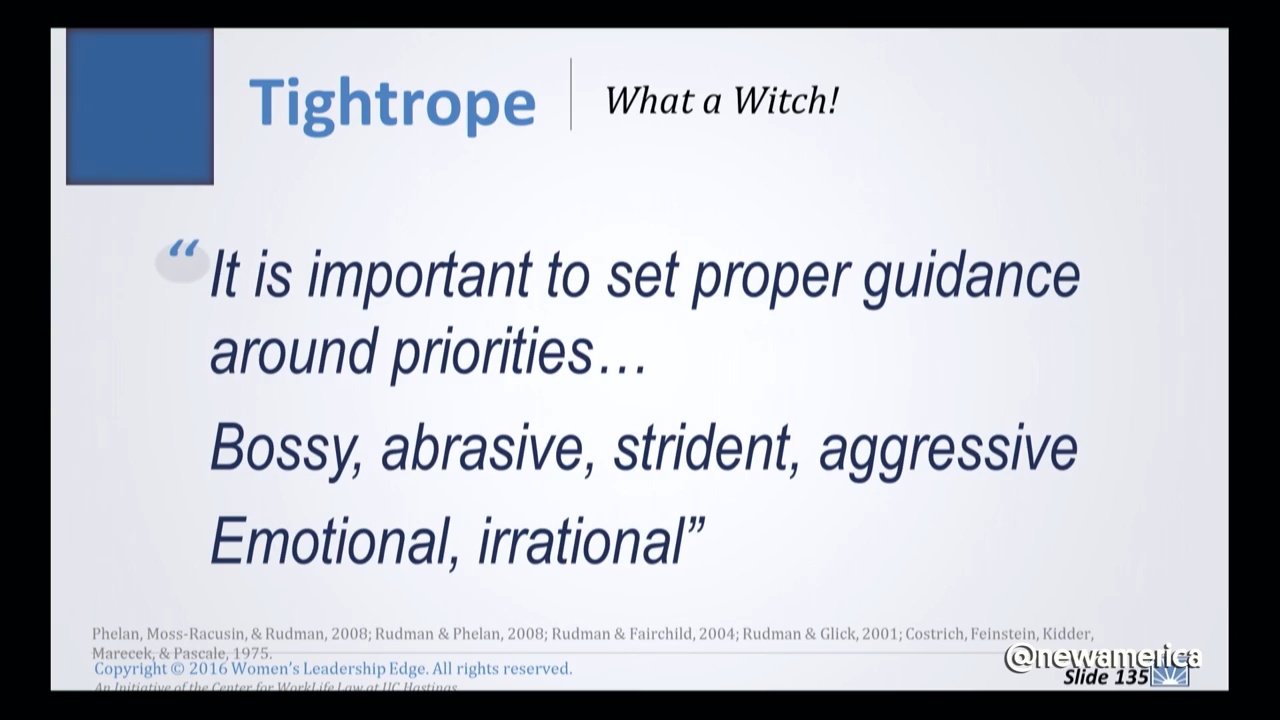 Tightrope
What a Witch!
“ It is important to set proper guidance
around priorities…
Bossy, abrasive, strident, aggressive
Emotional, irrational”
Phelan, Moss-Racusin, & Rudman, 2008; Rudman & Phelan, 2008; Rudman & Fairchild, 2004; Rudman & Glick, 2001; Costrich, Feinstein, Kidder,
Marecek, & Pascale, 1975.
Copyright © 2016 Women’s Leadership Edge. All rights reserved.
An Initiative of the Center for WorkLife Law at UC Hastings
@newamerica
Slide 135